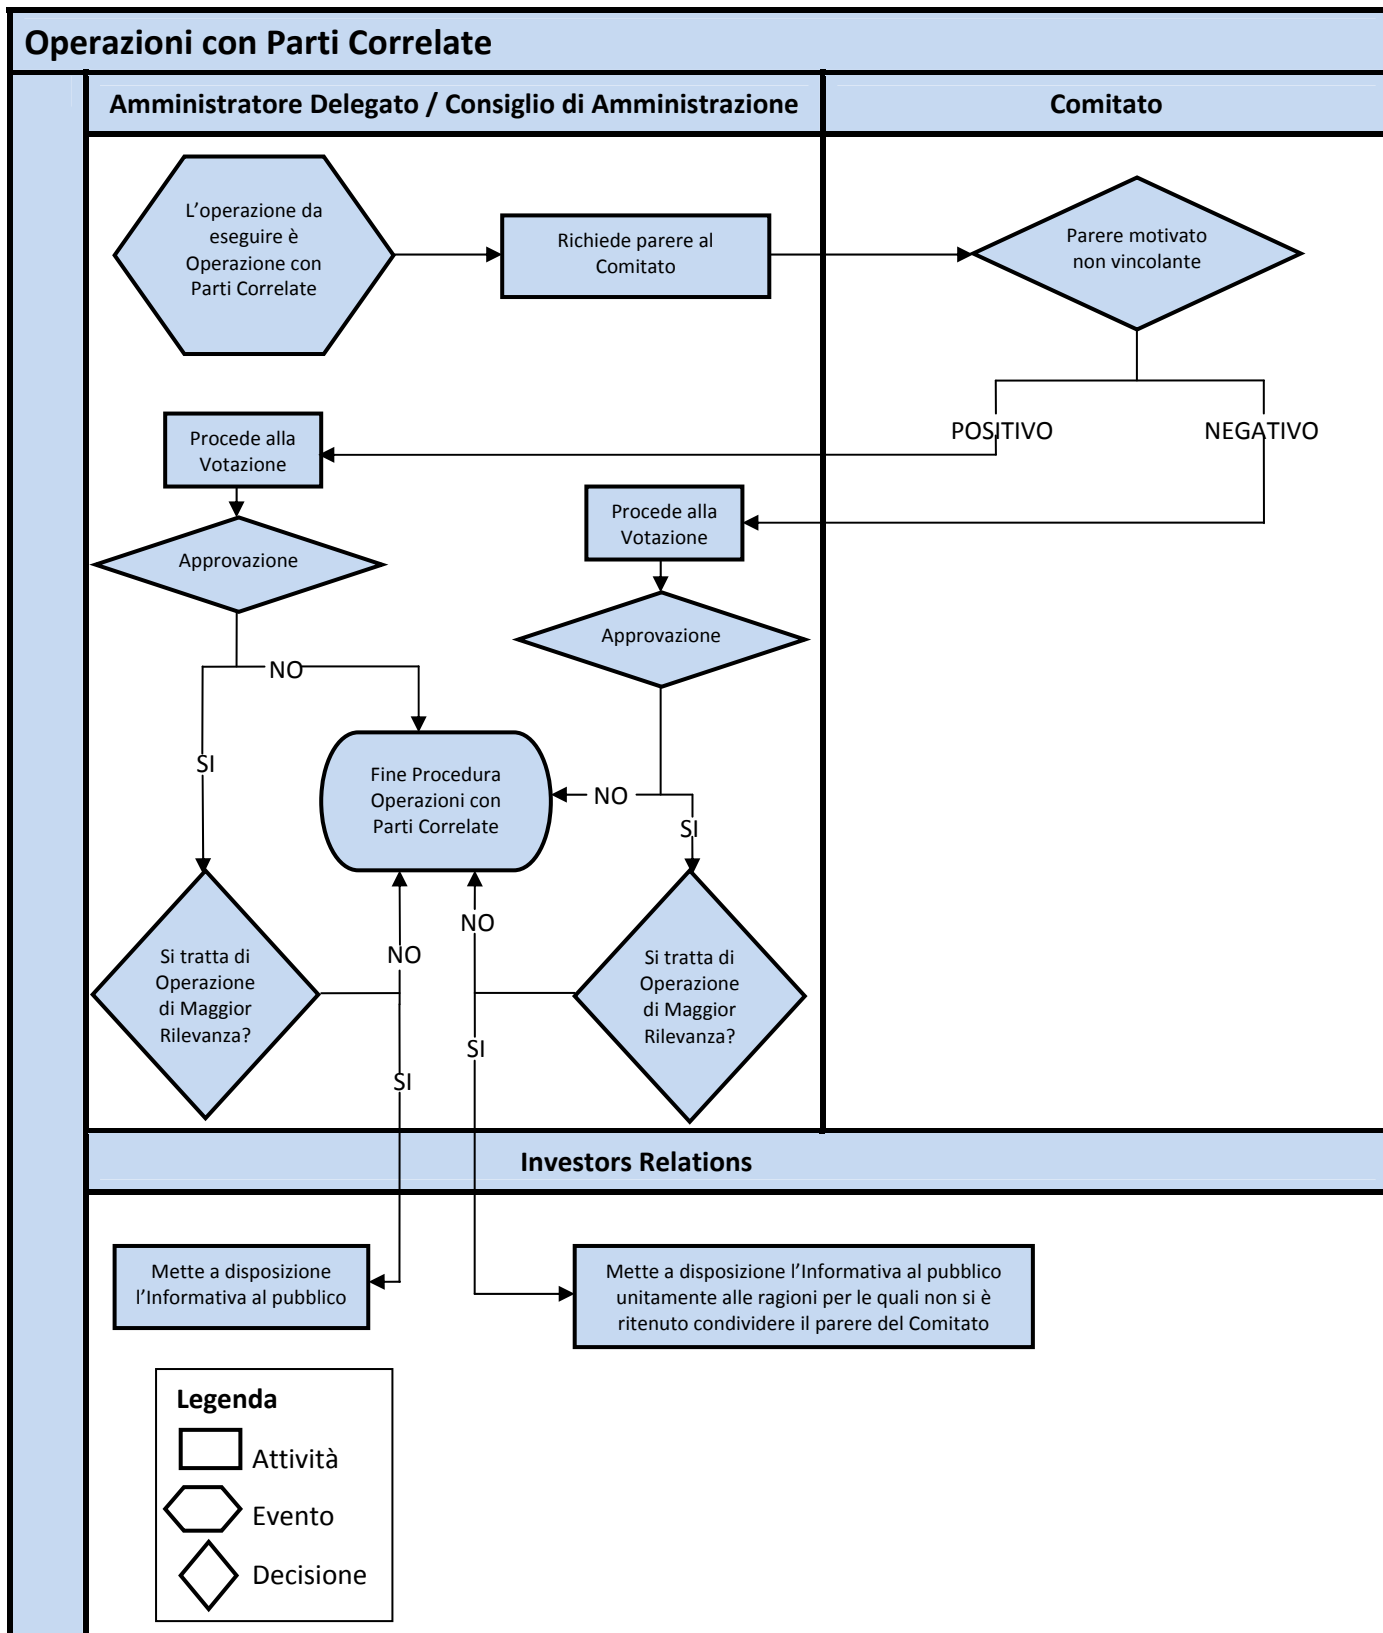 Operazioni con Parti Correlate
Amministratore Delegato / Consiglio di Amministrazione
Comitato
L’operazione da
eseguire è
Operazione con
Parti Correlate
Richiede parere al
Comitato
Parere motivato
non vincolante
POSITIVO
NEGATIVO
Procede alla
Votazione
Procede alla
Votazione
Approvazione
Approvazione
NO
SI
Fine Procedura
Operazioni con
Parti Correlate
NO
SI
Si tratta di
Operazione
di Maggior
Rilevanza?
NO
NO
Si tratta di
Operazione
di Maggior
Rilevanza?
SI
SI
Investors Relations
Mette a disposizione
l’Informativa al pubblico
Mette a disposizione l’Informativa al pubblico
unitamente alle ragioni per le quali non si è
ritenuto condividere il parere del Comitato
Legenda
Attività
Evento
Decisione